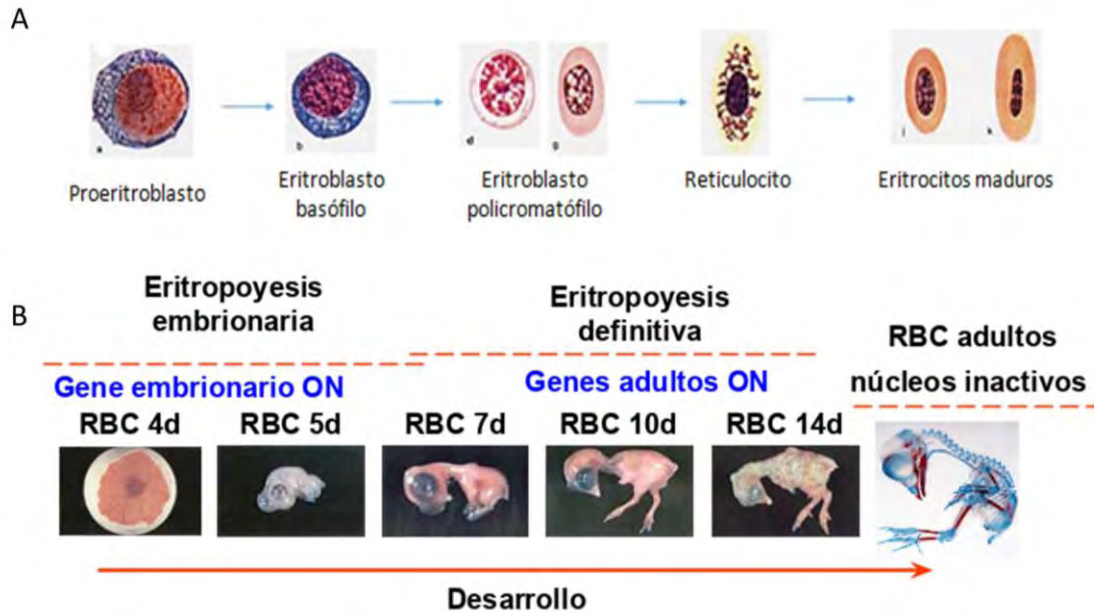 A
a
b
d
g
j
k
Proeritroblasto
Eritroblasto
basófilo
Eritroblasto
policromatófilo
Reticulocito
Eritrocitos maduros
B
Eritropoyesis
embrionaria
Eritropoyesis
definitiva
RBC adultos
núcleos inactivos
Gene embrionario ON
Genes adultos ON
RBC 4d
RBC 5d
RBC 7d
RBC 10d
RBC 14d
Desarrollo